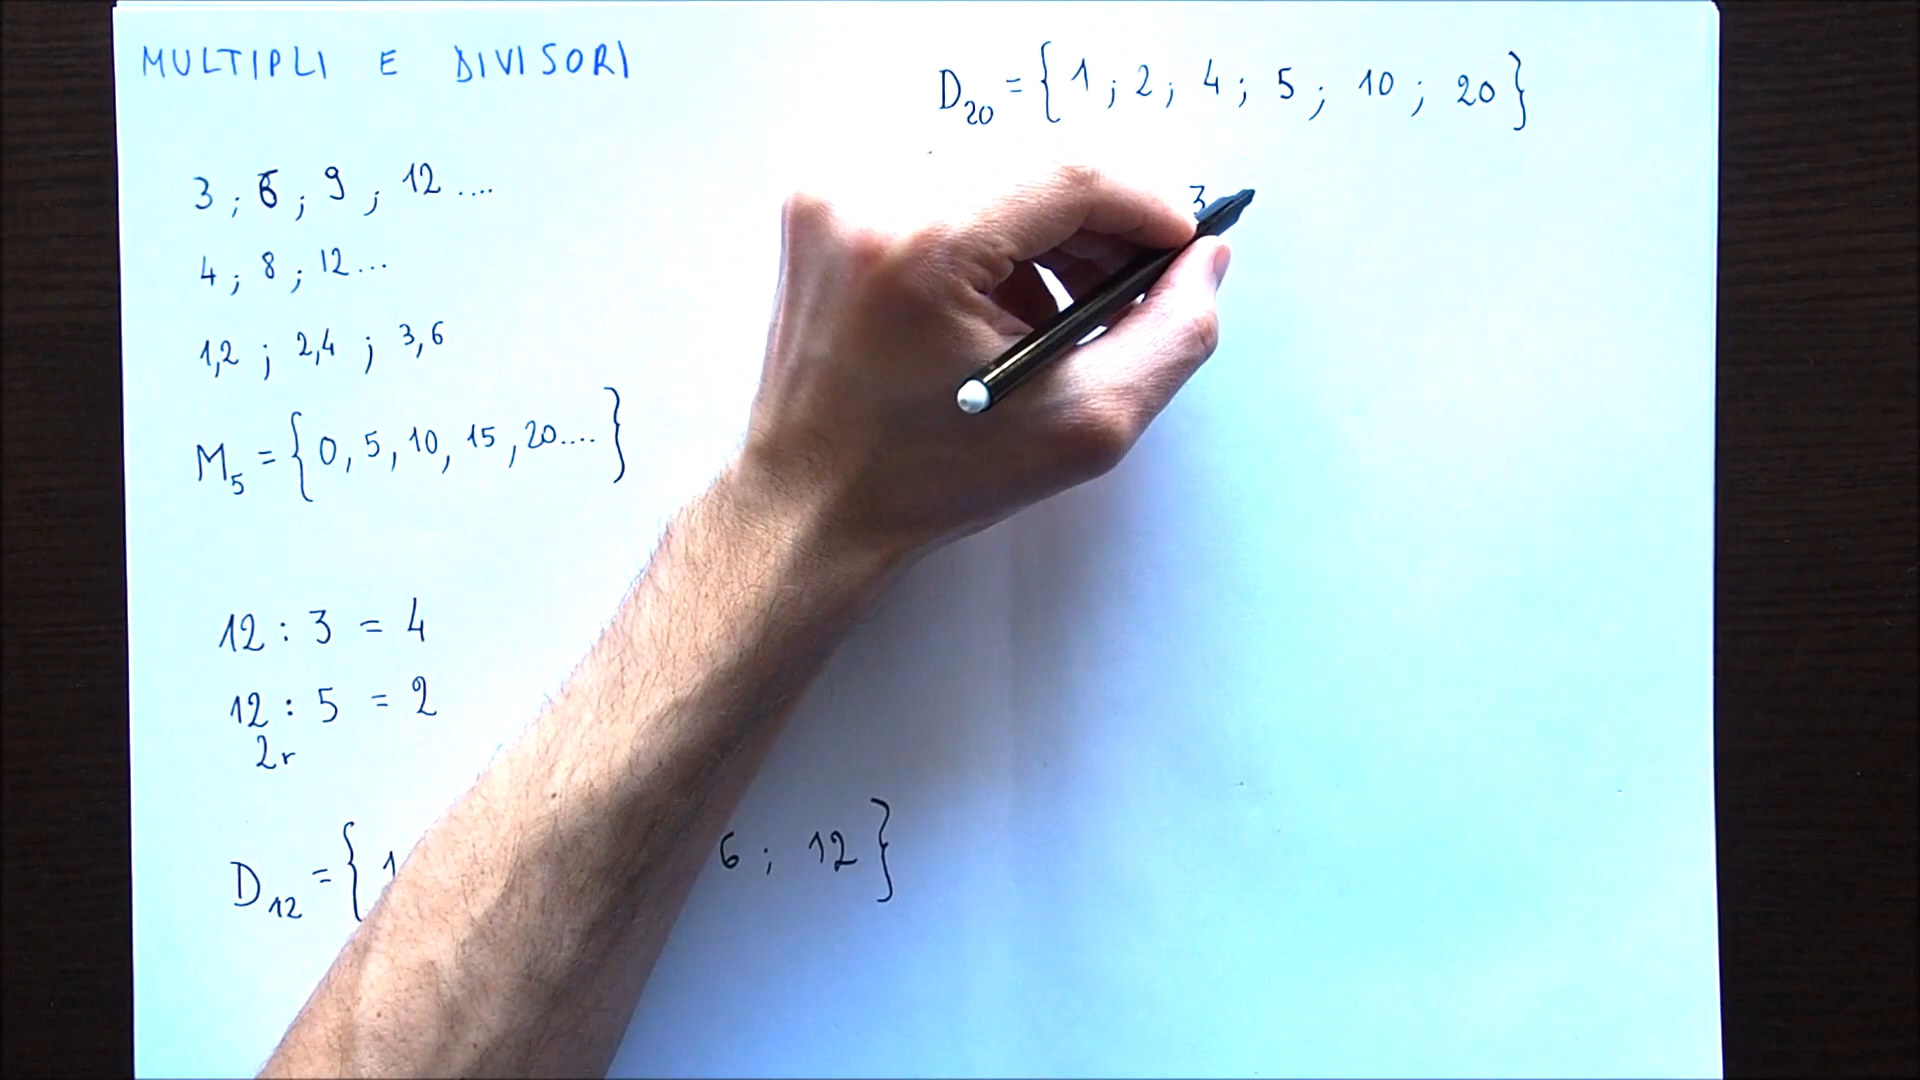 MULTIPLI E DIVISORI
3 ; 6 ; 9 ; 12 ....
4 ; 8 ; 12 ...
1,2 ; 2,4 ; 3,6
M5 = { 0, 5, 10, 15, 20.... }
12 : 3 = 4
12 : 5 = 2
2r
D12 = { 1 6 ; 12 }
D20 = { 1 ; 2 ; 4 ; 5 ; 10 ; 20 }
3